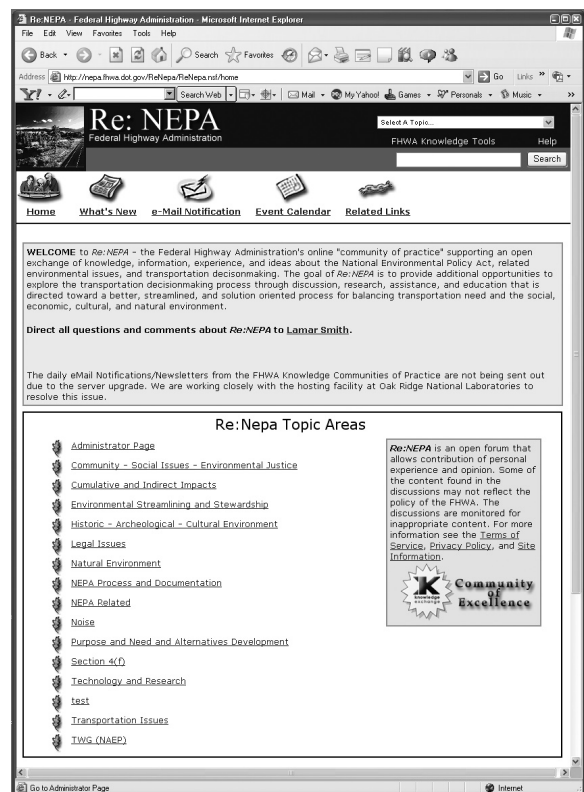 Re:NEPA - Federal Highway Administration - Microsoft Internet Explorer
File Edit View Favorites Tools Help
Back Search Favorites
Address http://nepa.fhwa.dot.gov/ReNepa/ReNepa.nsf/home Go Links »
Y! Search Web Mail My Yahoo! Games Personals Music »
Re: NEPA
Federal Highway Administration
Select A Topic...
FHWA Knowledge Tools Help
Search
Home What's New e-Mail Notification Event Calendar Related Links
WELCOME to Re:NEPA - the Federal Highway Administration's online "community of practice" supporting an open
exchange of knowledge, information, experience, and ideas about the National Environmental Policy Act, related
environmental issues, and transportation decisonmaking. The goal of Re:NEPA is to provide additional opportunities to
explore the transportation decisionmaking process through discussion, research, assistance, and education that is
directed toward a better, streamlined, and solution oriented process for balancing transportation need and the social,
economic, cultural, and natural environment.
Direct all questions and comments about Re:NEPA to Lamar Smith.
The daily eMail Notifications/Newsletters from the FHWA Knowledge Communities of Practice are not being sent out
due to the server upgrade. We are working closely with the hosting facility at Oak Ridge National Laboratories to
resolve this issue.
Re:Nepa Topic Areas
Administrator Page
Community - Social Issues - Environmental Justice
Cumulative and Indirect Impacts
Environmental Streamlining and Stewardship
Historic - Archeological - Cultural Environment
Legal Issues
Natural Environment
NEPA Process and Documentation
NEPA Related
Noise
Purpose and Need and Alternatives Development
Section 4(f)
Technology and Research
test
Transportation Issues
TWG (NAEP)
Re:NEPA is an open forum that
allows contribution of personal
experience and opinion. Some of
the content found in the
discussions may not reflect the
policy of the FHWA. The
discussions are monitored for
inappropriate content. For more
information see the Terms of
Service, Privacy Policy, and Site
Information.
K
knowledge
exchange
Community
of
Excellence
Go to Administrator Page Internet